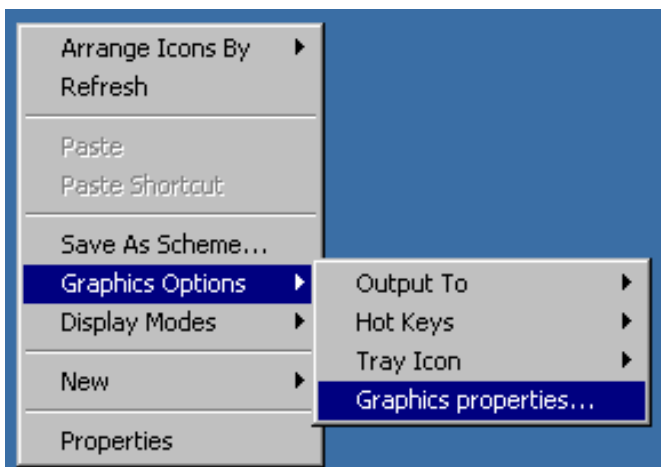 Arrange Icons By
Refresh
Paste
Paste Shortcut
Save As Scheme...
Graphics Options
Display Modes
New
Properties
Output To
Hot Keys
Tray Icon
Graphics properties...